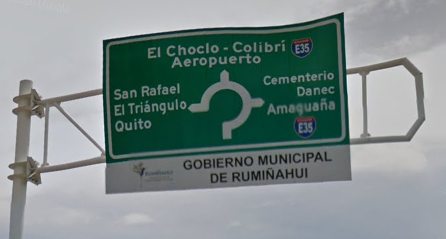 El Choclo - Colibrí E35
Aeropuerto
San Rafael
El Triángulo
Quito
Cementerio
Danec
Amaguaña
E35
GOBIERNO MUNICIPAL
DE RUMIÑAHUI